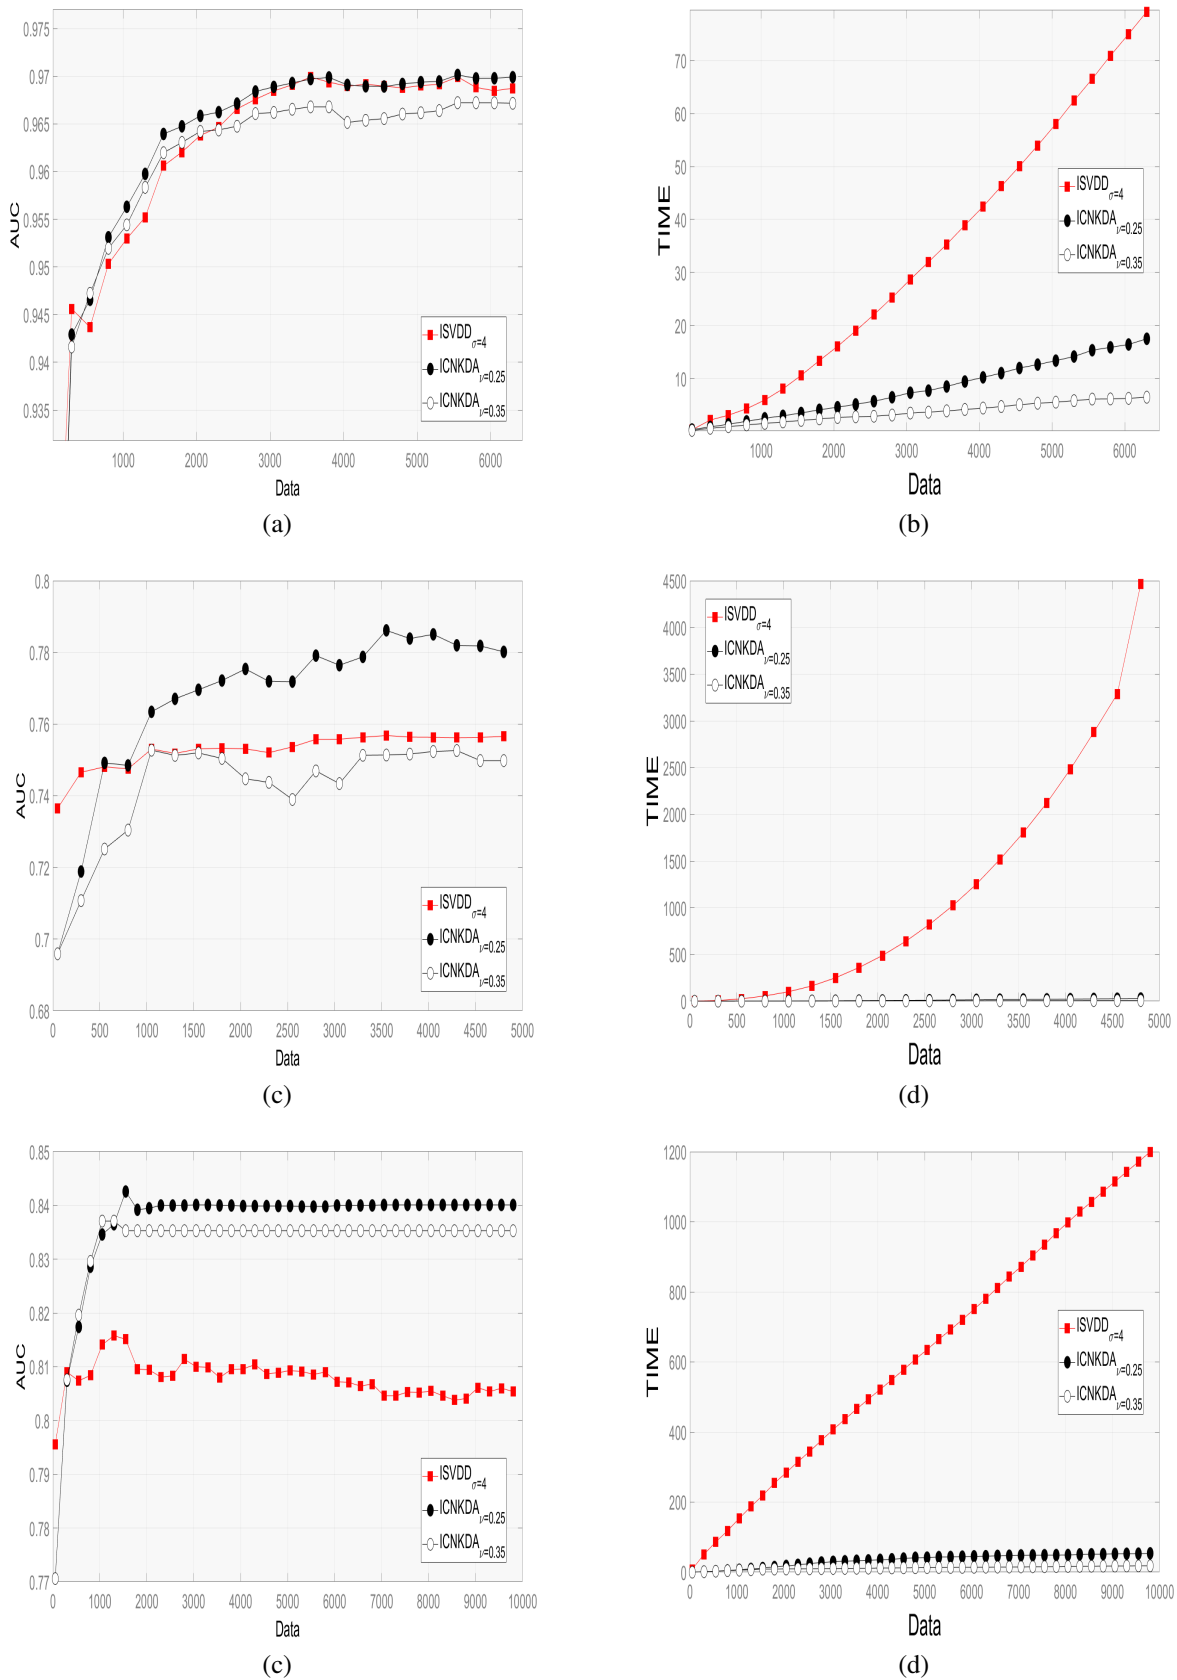 0.975
0.97
0.965
0.96
0.955
0.95
0.945
0.94
0.935
AUC
1000 2000 3000 4000 5000 6000
Data
ISVDD σ=4
ICNKDA ν=0.25
ICNKDA ν=0.35
(a)
70
60
50
40
30
20
10
TIME
1000 2000 3000 4000 5000 6000
Data
ISVDD σ=4
ICNKDA ν=0.25
ICNKDA ν=0.35
(b)
0.8
0.78
0.76
0.74
0.72
0.7
0.68
AUC
0 500 1000 1500 2000 2500 3000 3500 4000 4500 5000
Data
ISVDD σ=4
ICNKDA ν=0.25
ICNKDA ν=0.35
(c)
4500
4000
3500
3000
2500
2000
1500
1000
500
0
TIME
0 500 1000 1500 2000 2500 3000 3500 4000 4500 5000
Data
ISVDD σ=4
ICNKDA ν=0.25
ICNKDA ν=0.35
(d)
0.85
0.84
0.83
0.82
0.81
0.8
0.79
0.78
0.77
AUC
0 1000 2000 3000 4000 5000 6000 7000 8000 9000 10000
Data
ISVDD σ=4
ICNKDA ν=0.25
ICNKDA ν=0.35
(c)
1200
1000
800
600
400
200
0
TIME
0 1000 2000 3000 4000 5000 6000 7000 8000 9000 10000
Data
ISVDD σ=4
ICNKDA ν=0.25
ICNKDA ν=0.35
(d)